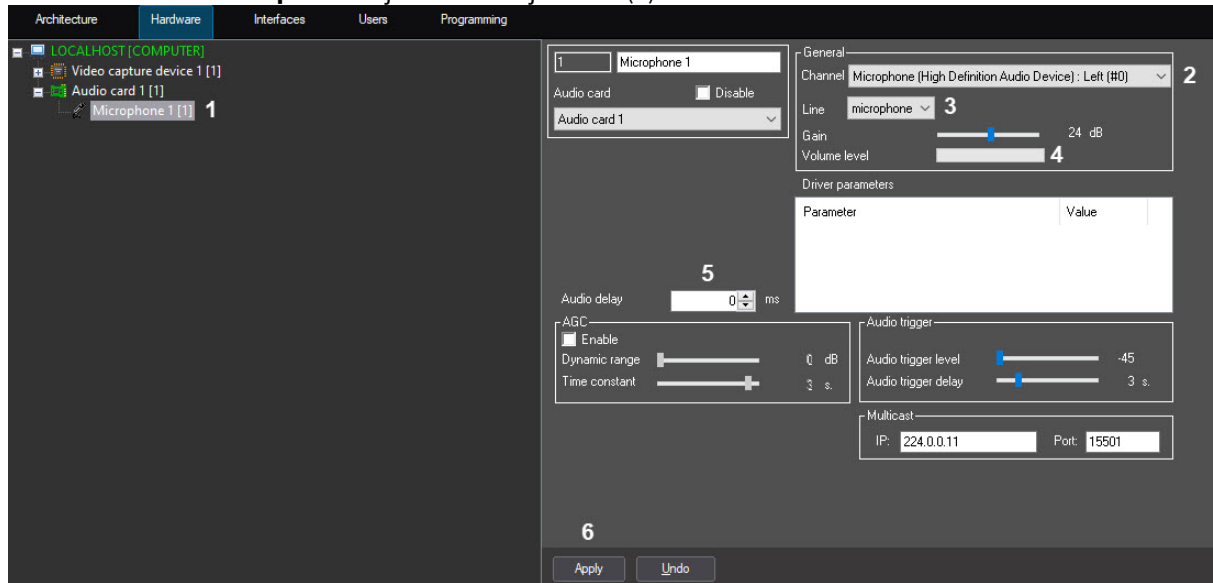 Architecture Hardware Interfaces Users Programming
LOCALHOST [COMPUTER]
Video capture device 1 [1]
Audio card 1 [1]
Microphone 1 [1] 1
1 Microphone 1
Audio card Disable
Audio card 1
General
Channel Microphone (High Definition Audio Device) : Left (#0) 2
Line microphone 3
Gain 24 dB
Volume level 4
Driver parameters
Parameter Value
5
Audio delay 0 ms
AGC
Enable
Dynamic range 0 dB
Time constant 3 s.
Audio trigger
Audio trigger level -45
Audio trigger delay 3 s.
Multicast
IP: 224.0.0.11 Port: 15501
6
Apply Undo